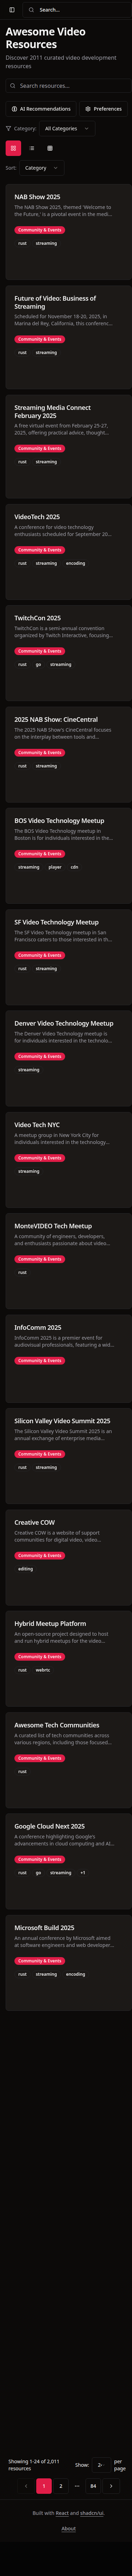 Search...
Awesome Video
Resources
Discover 2011 curated video development
resources
Search resources...
AI Recommendations
Preferences
Category:
All Categories
Sort:
Category
NAB Show 2025
The NAB Show 2025, themed 'Welcome to
the Future,' is a pivotal event in the medi...
Community & Events
rust streaming
Future of Video: Business of
Streaming
Scheduled for November 18-20, 2025, in
Marina del Rey, California, this conferenc...
Community & Events
rust streaming
Streaming Media Connect
February 2025
A free virtual event from February 25-27,
2025, offering practical advice, thought...
Community & Events
rust streaming
VideoTech 2025
A conference for video technology
enthusiasts scheduled for September 20...
Community & Events
rust streaming encoding
TwitchCon 2025
TwitchCon is a semi-annual convention
organized by Twitch Interactive, focusing...
Community & Events
rust go streaming
2025 NAB Show: CineCentral
The 2025 NAB Show's CineCentral focuses
on the interplay between tools and...
Community & Events
rust streaming
BOS Video Technology Meetup
The BOS Video Technology meetup in
Boston is for individuals interested in the...
Community & Events
streaming player cdn
SF Video Technology Meetup
The SF Video Technology meetup in San
Francisco caters to those interested in th...
Community & Events
rust streaming
Denver Video Technology Meetup
The Denver Video Technology meetup is
for individuals interested in the technolo...
Community & Events
streaming
Video Tech NYC
A meetup group in New York City for
individuals interested in the technology...
Community & Events
streaming
MonteVIDEO Tech Meetup
A community of engineers, developers,
and enthusiasts passionate about video...
Community & Events
rust
InfoComm 2025
InfoComm 2025 is a premier event for
audiovisual professionals, featuring a wid...
Community & Events
Silicon Valley Video Summit 2025
The Silicon Valley Video Summit 2025 is an
annual exchange of enterprise media...
Community & Events
rust streaming
Creative COW
Creative COW is a website of support
communities for digital video, video...
Community & Events
editing
Hybrid Meetup Platform
An open-source project designed to host
and run hybrid meetups for the video...
Community & Events
rust webrtc
Awesome Tech Communities
A curated list of tech communities across
various regions, including those focused...
Community & Events
rust
Google Cloud Next 2025
A conference highlighting Google's
advancements in cloud computing and AI...
Community & Events
rust go streaming +1
Microsoft Build 2025
An annual conference by Microsoft aimed
at software engineers and web developer...
Community & Events
rust streaming encoding
Showing 1-24 of 2,011
resources
Show:
per
page
1 2 84
Built with React and shadcn/ui.
About